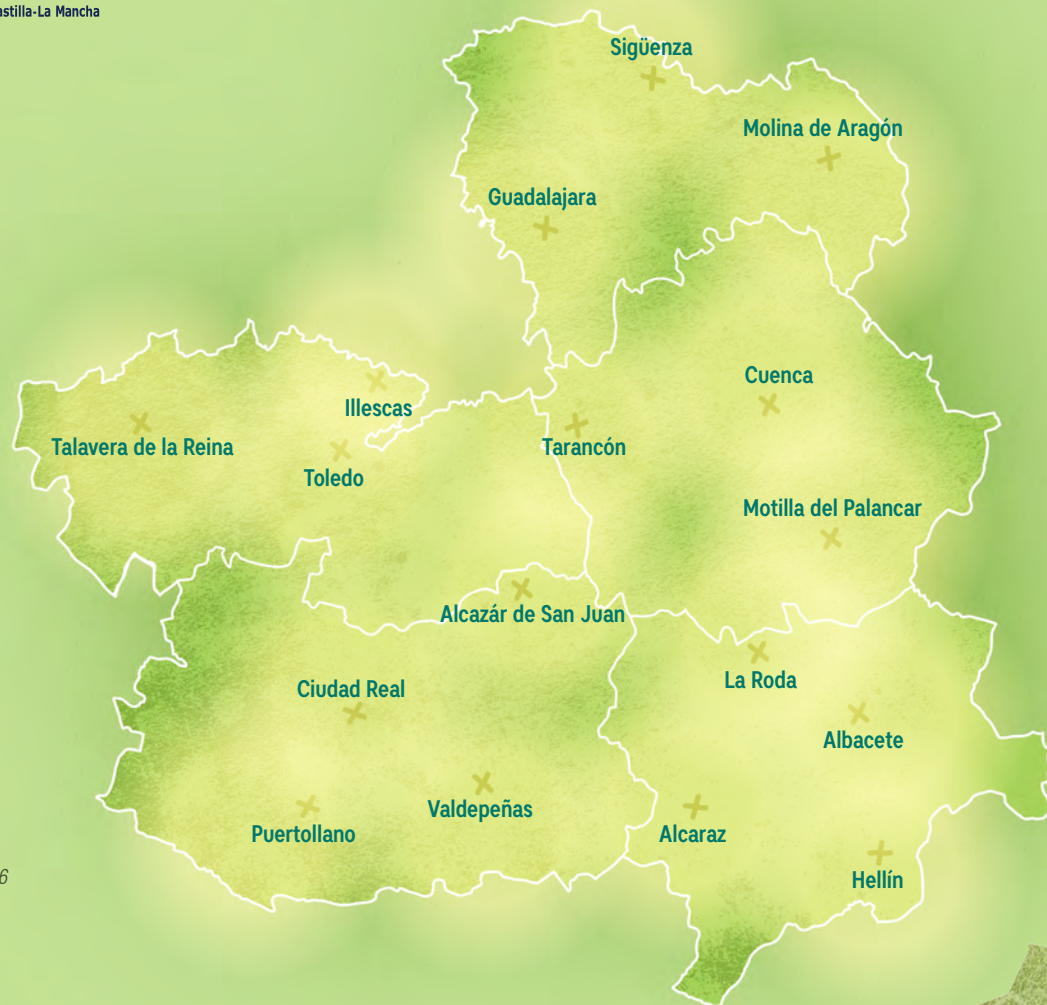 astilla-La Mancha
Sigüenza
Molina de Aragón
Guadalajara
Cuenca
Illescas
Talavera de la Reina
Tarancón
Toledo
Motilla del Palancar
Alcazár de San Juan
La Roda
Ciudad Real
Albacete
Valdepeñas
Puertollano
Alcaraz
6
Hellín